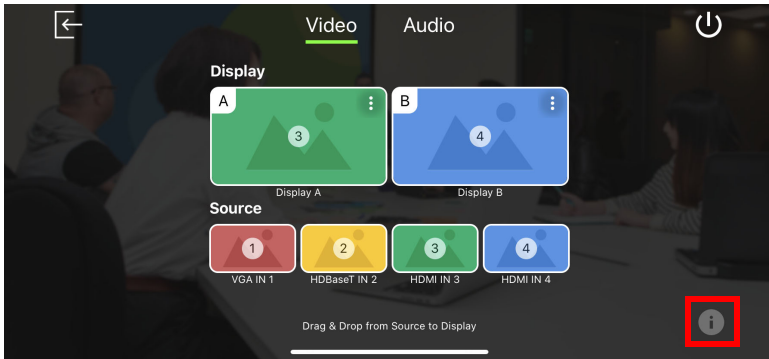 Video Audio
Display
A B
3 4
Display A Display B
Source
1 2 3 4
VGA IN 1 HDBaseT IN 2 HDMI IN 3 HDMI IN 4
Drag & Drop from Source to Display
i